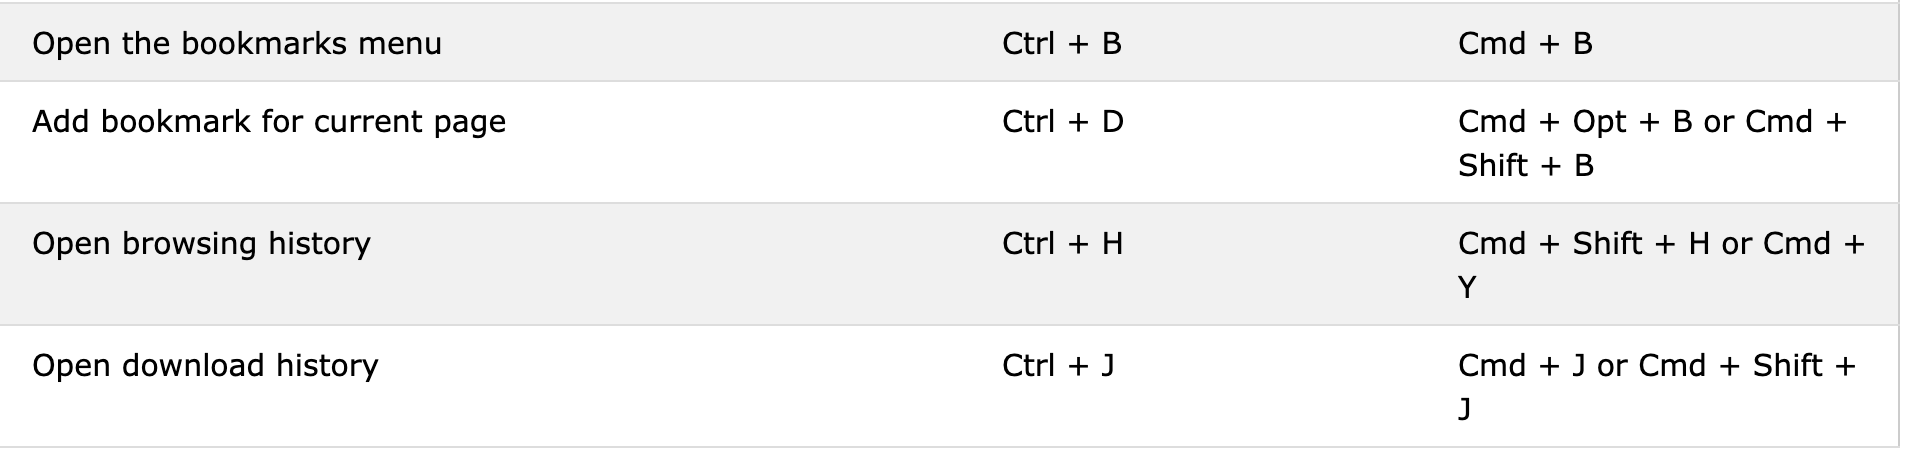 Open the bookmarks menu Ctrl + B Cmd + B
Add bookmark for current page Ctrl + D Cmd + Opt + B or Cmd +
Shift + B
Open browsing history Ctrl + H Cmd + Shift + H or Cmd +
Y
Open download history Ctrl + J Cmd + J or Cmd + Shift +
J